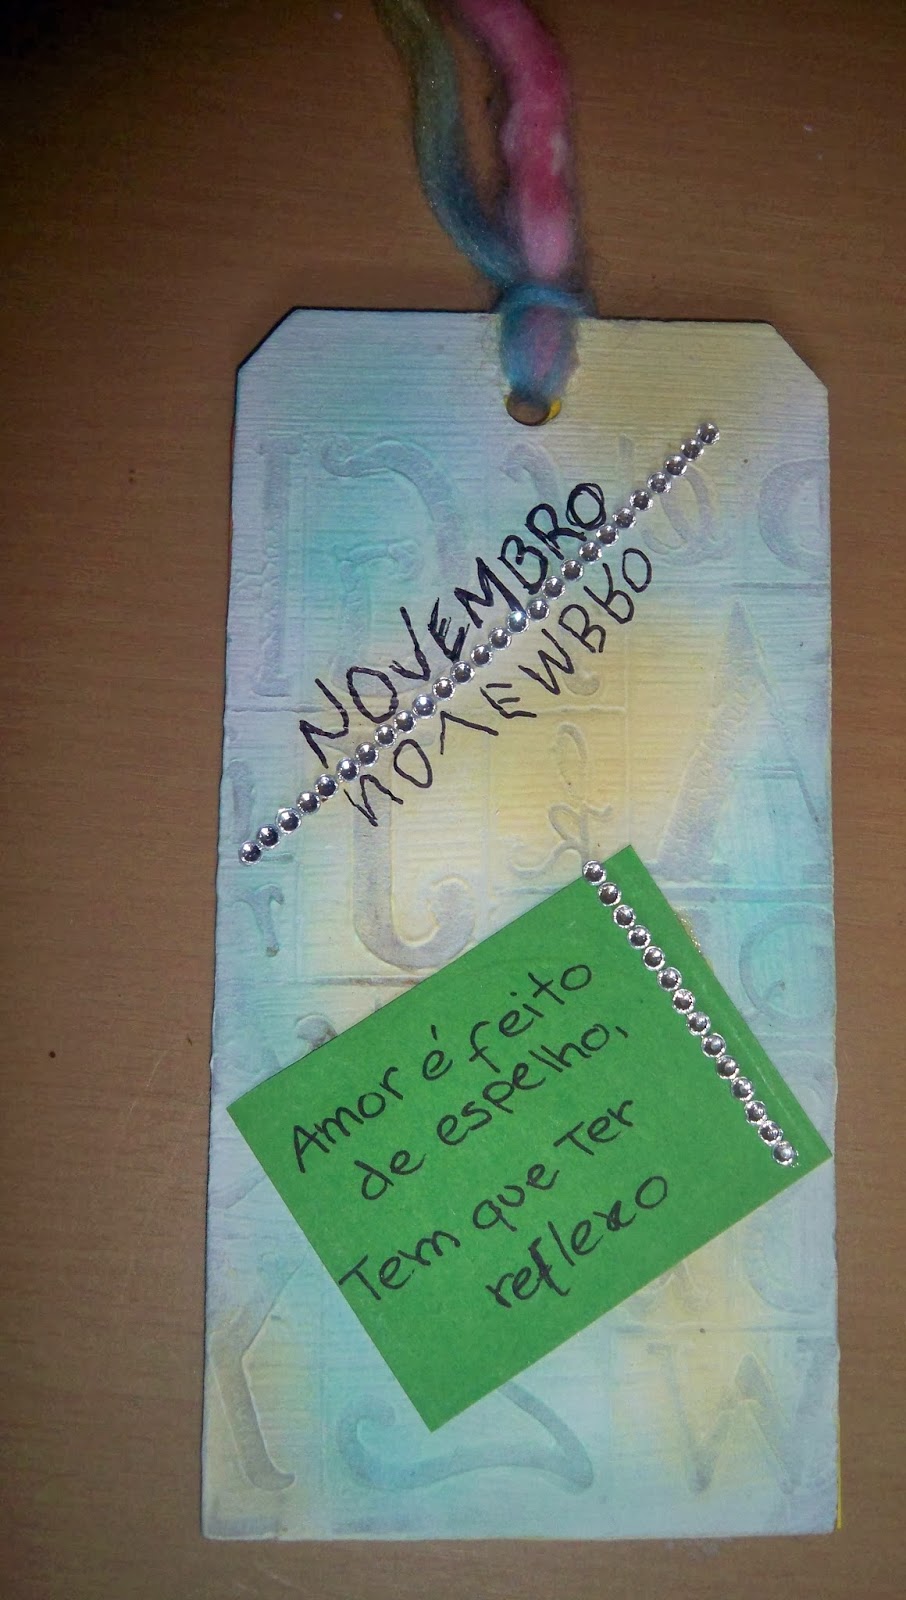 NOVEMBRO
Amor é feito
de espelho,
Tem que Ter
reflexo